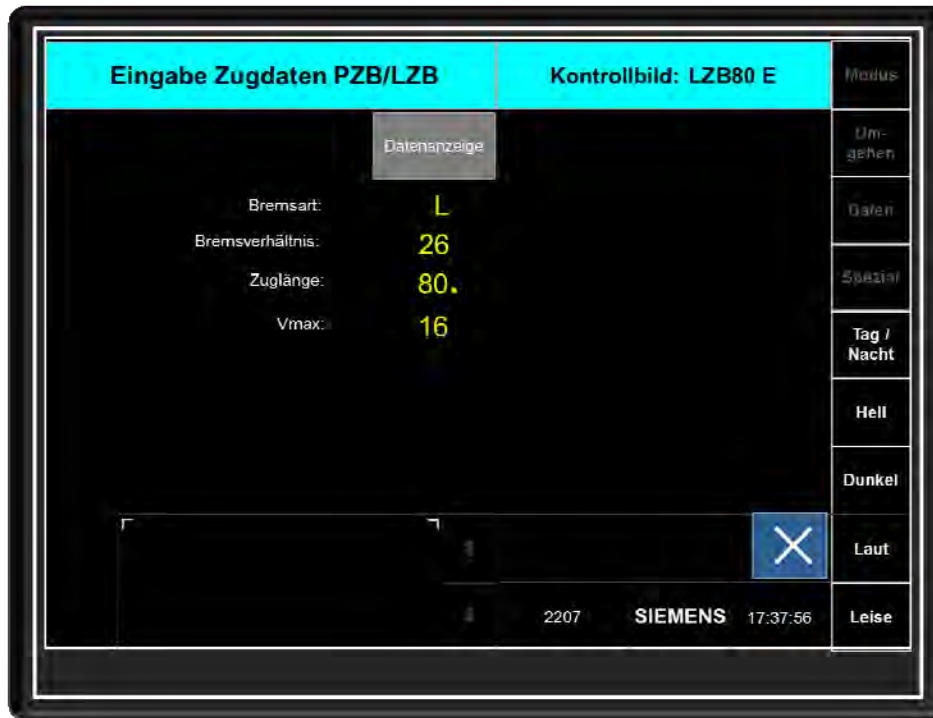 Eingabe Zugdaten PZB/LZB
Kontrollbild: LZB80 E
Modus
Datenanzeige
Um-
gehen
Bremsart: L
Daten
Bremsverhältnis: 26
Zuglänge: 80.
Spezial
Vmax: 16
Tag /
Nacht
Hell
Dunkel
Laut
2207
SIEMENS
17:37:56
Leise